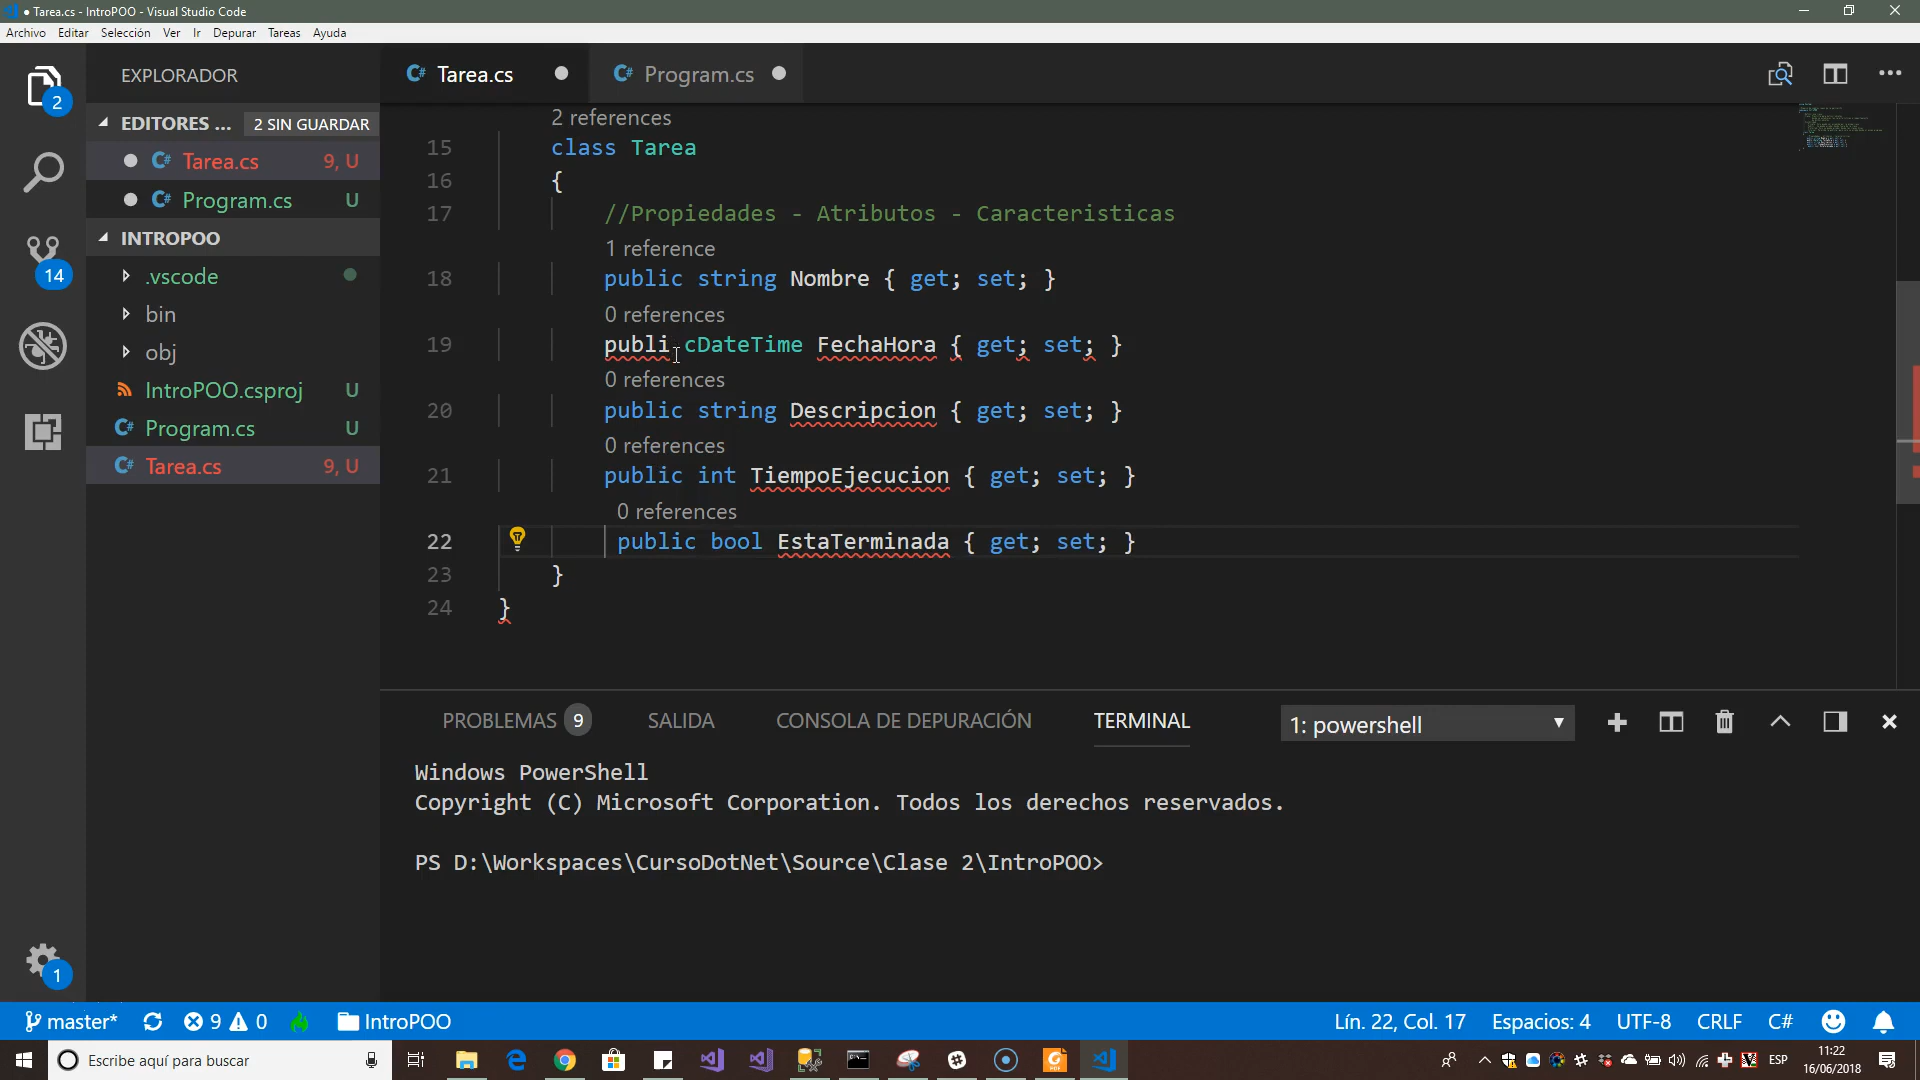 Tarea.cs - IntroPOO - Visual Studio Code
Archivo Editar Selección Ver Ir Depurar Tareas Ayuda
EXPLORADOR
2
EDITORES ... 2 SIN GUARDAR
Tarea.cs 9, U
Program.cs U
INTROPOO
14
.vscode
bin
obj
IntroPOO.csproj U
Program.cs U
Tarea.cs 9, U
1
Tarea.cs Program.cs
2 references
15 class Tarea
16 {
17 //Propiedades - Atributos - Caracteristicas
1 reference
18 public string Nombre { get; set; }
0 references
19 publi cDateTime FechaHora { get; set; }
0 references
20 public string Descripcion { get; set; }
0 references
21 public int TiempoEjecucion { get; set; }
0 references
22 public bool EstaTerminada { get; set; }
23 }
24 }
PROBLEMAS 9 SALIDA CONSOLA DE DEPURACIÓN TERMINAL 1: powershell
Windows PowerShell
Copyright (C) Microsoft Corporation. Todos los derechos reservados.
PS D:\Workspaces\CursoDotNet\Source\Clase 2\IntroPOO>
master* 9 0 IntroPOO Lín. 22, Col. 17 Espacios: 4 UTF-8 CRLF C#
Escribe aquí para buscar
ESP
11:22
16/06/2018